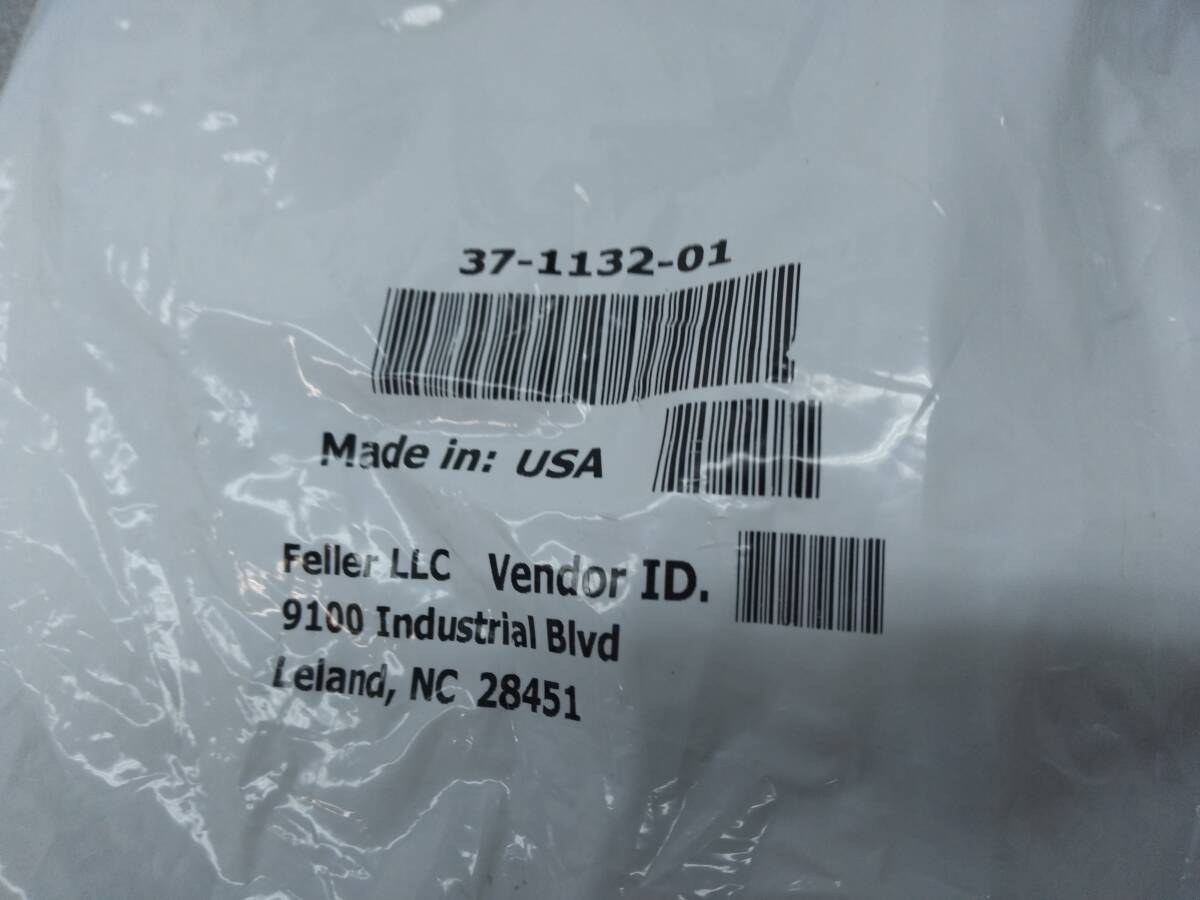 37-1132-01
Made in: USA
Feller LLC Vendor ID.
9100 Industrial Blvd
Leland, NC 28451